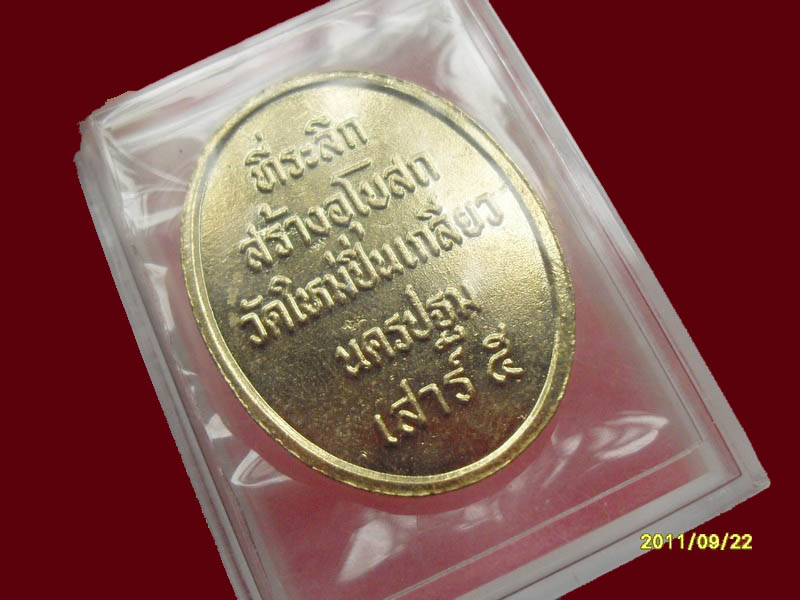 ที่ระลึก
สร้างอุโบสถ
วัดใหม่ปิ่นเกลียว
นครปฐม
เสาร์ ๕
2011/09/22